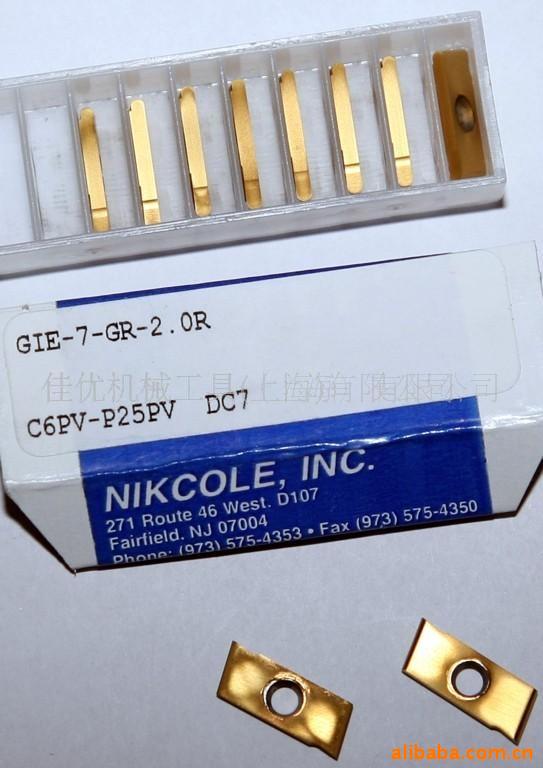 GIE-7-GR-2.0R
佳优机械工具(上海)有限公司
C6PV-P25PV DC7
NIKCOLE, INC.
271 Route 46 West. D107
Fairfield, NJ 07004
Phone: (973) 575-4353 • Fax (973) 575-4350
alibaba.com.cn